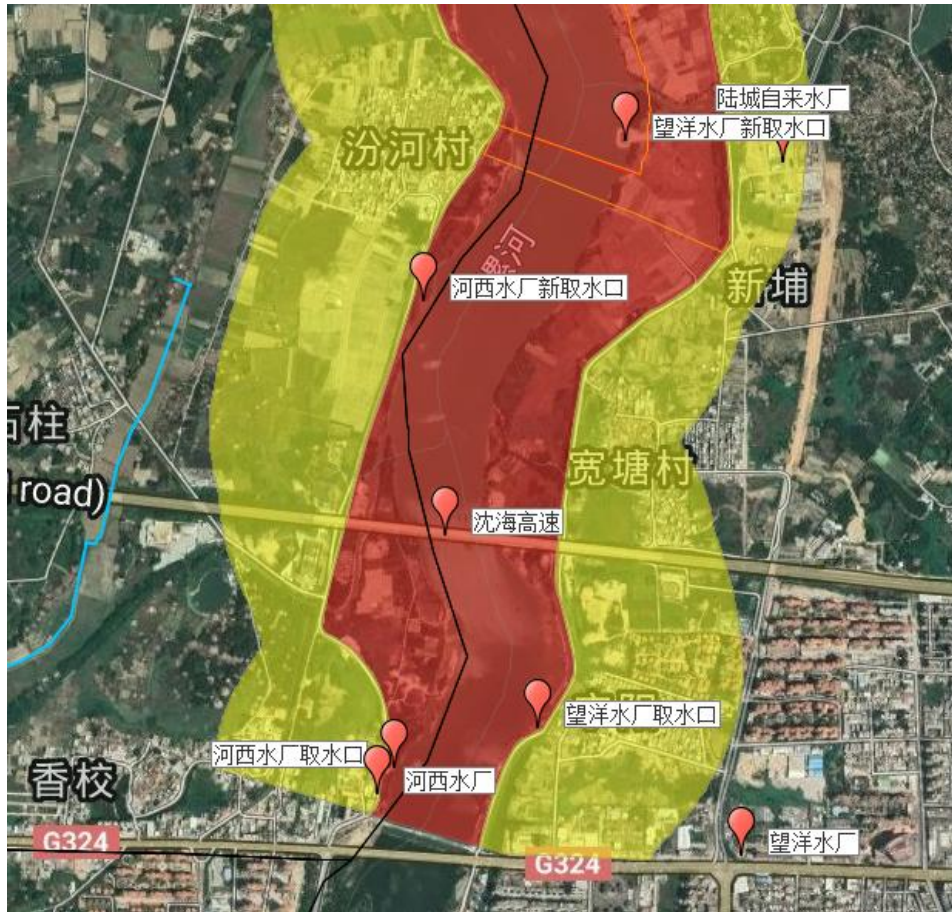 陆城自来水厂
望洋水厂新取水口
汾河村
河西水厂新取水口
新埔
石柱
宽塘村
road)
沈海高速
望洋水厂取水口
河西水厂取水口
河西水厂
香校
望洋水厂
G324
G324